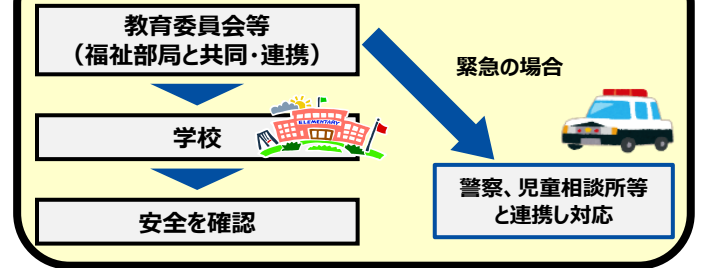 教育委員会等
（福祉部局と共同・連携）
緊急の場合
学校
ELEMENTARY
警察、児童相談所等
と連携し対応
安全を確認